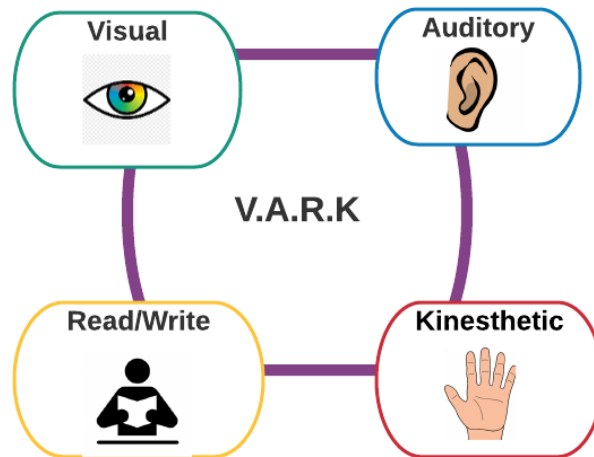 Visual
Auditory
V.A.R.K
Read/Write
Kinesthetic